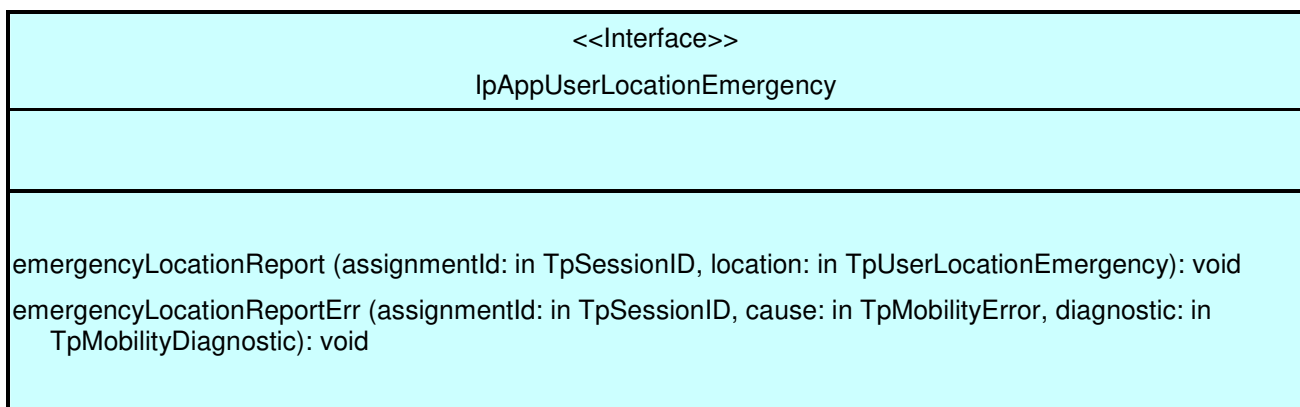 <<Interface>>
IpAppUserLocationEmergency
emergencyLocationReport (assignmentId: in TpSessionID, location: in TpUserLocationEmergency): void
emergencyLocationReportErr (assignmentId: in TpSessionID, cause: in TpMobilityError, diagnostic: in
TpMobilityDiagnostic): void